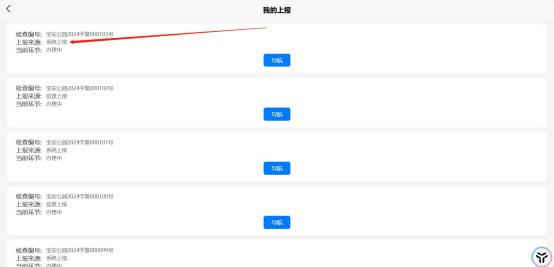 我的上报
检查编号: 宝安公园2024字第000103号
上报来源: 系统上报
当前环节: 办理中
导航
检查编号: 宝安公园2024字第000102号
上报来源: 巡查上报
当前环节: 办理中
导航
检查编号: 宝安公园2024字第000101号
上报来源: 系统上报
当前环节: 办理中
导航
检查编号: 宝安公园2024字第000100号
上报来源: 巡查上报
当前环节: 办理中
导航
检查编号: 宝安公园2024字第000099号
上报来源: 系统上报
当前环节: 办理中